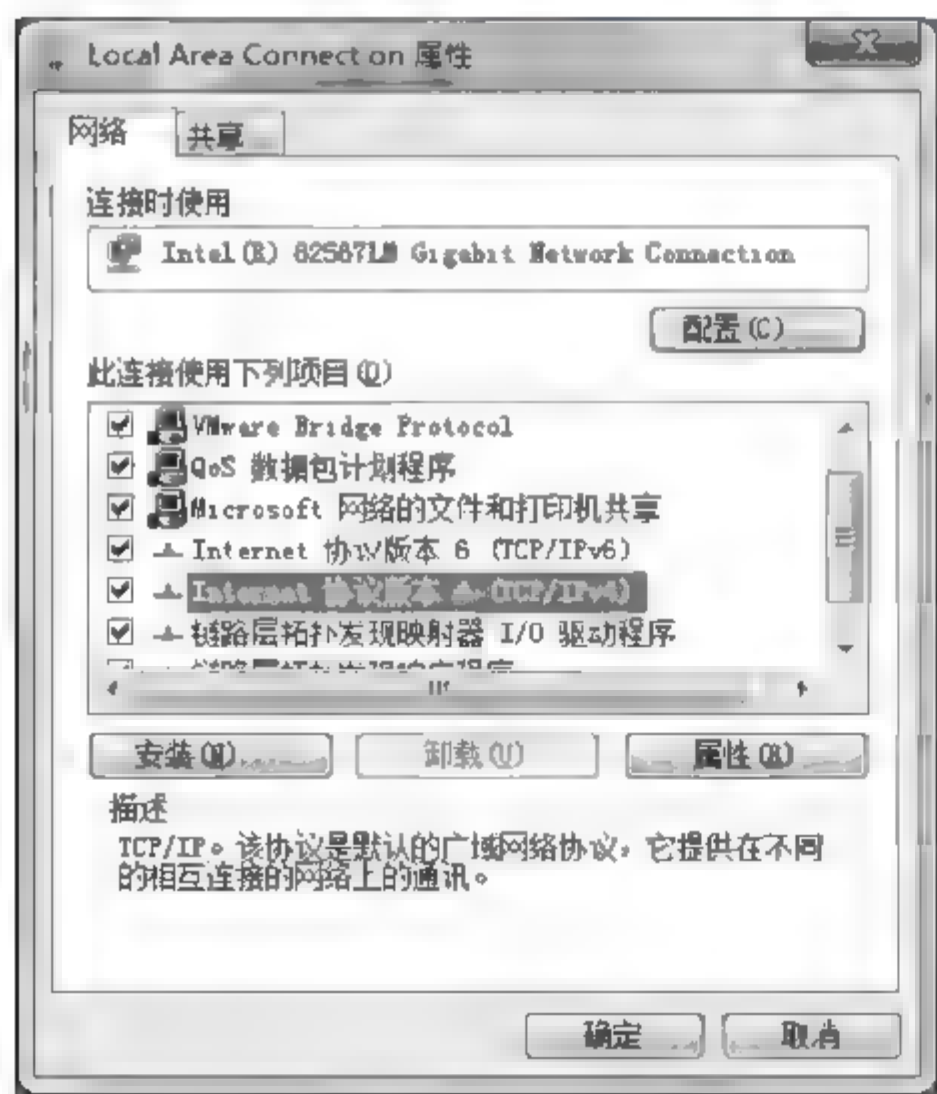 Local Area Connection 属性
网络
共享
连接时使用
Intel(R) 82567LM Gigabit Network Connection
配置(C)
此连接使用下列项目(O)
VMware Bridge Protocol
QoS 数据包计划程序
Microsoft 网络的文件和打印机共享
Internet 协议版本 6 (TCP/IPv6)
Internet 协议版本 4 (TCP/IPv4)
链路层拓扑发现映射器 I/O 驱动程序
安装(N)...
卸载(U)
属性(R)
描述
TCP/IP。该协议是默认的广域网络协议，它提供在不同
的相互连接的网络上的通讯。
确定
取消